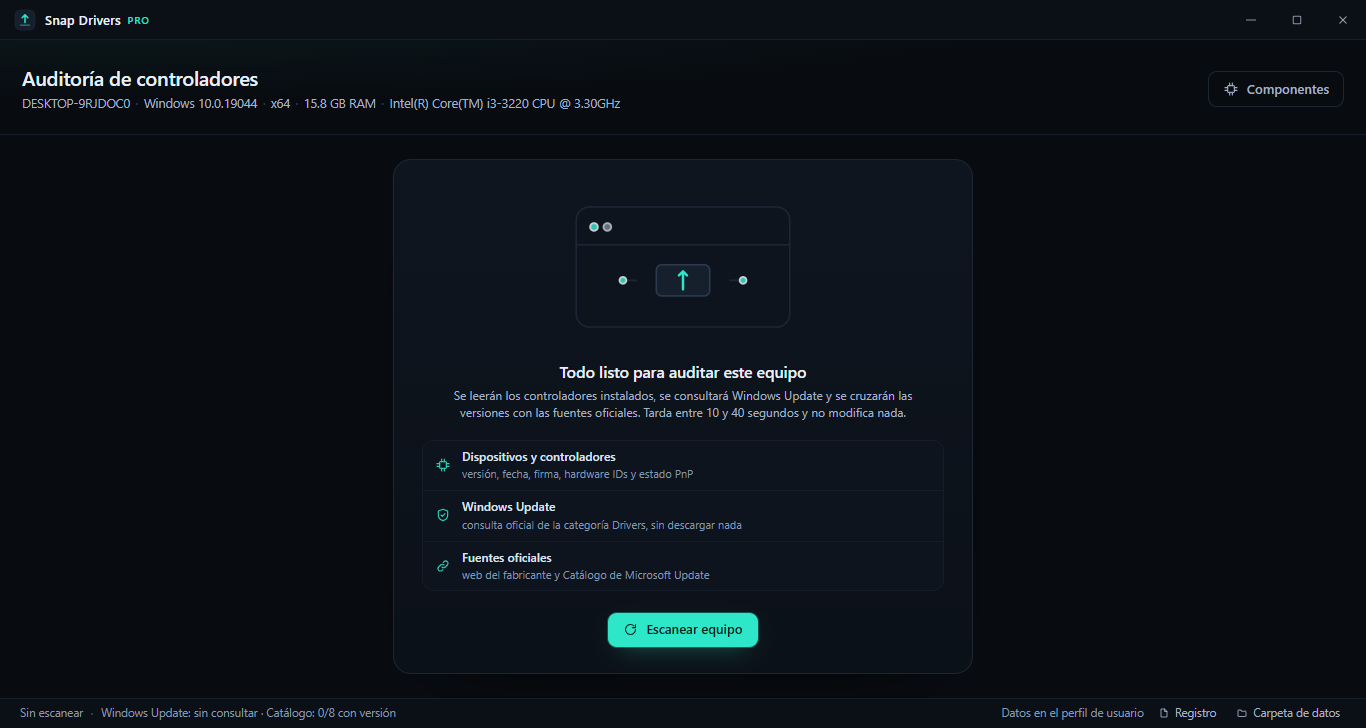 Snap Drivers PRO
Auditoría de controladores
DESKTOP-9RJDOC0 · Windows 10.0.19044 · x64 · 15.8 GB RAM · Intel(R) Core(TM) i3-3220 CPU @ 3.30GHz
Componentes
Todo listo para auditar este equipo
Se leerán los controladores instalados, se consultará Windows Update y se cruzarán las
versiones con las fuentes oficiales. Tarda entre 10 y 40 segundos y no modifica nada.
Dispositivos y controladores
versión, fecha, firma, hardware IDs y estado PnP
Windows Update
consulta oficial de la categoría Drivers, sin descargar nada
Fuentes oficiales
web del fabricante y Catálogo de Microsoft Update
Escanear equipo
Sin escanear · Windows Update: sin consultar · Catálogo: 0/8 con versión
Datos en el perfil de usuario
Registro
Carpeta de datos